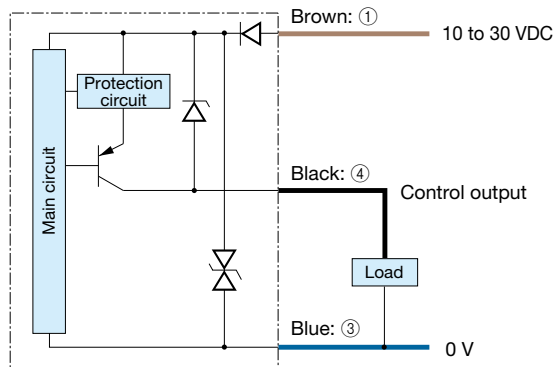 Brown: ①
10 to 30 VDC
Protection
circuit
Main circuit
Black: ④
Control output
Load
Blue: ③
0 V